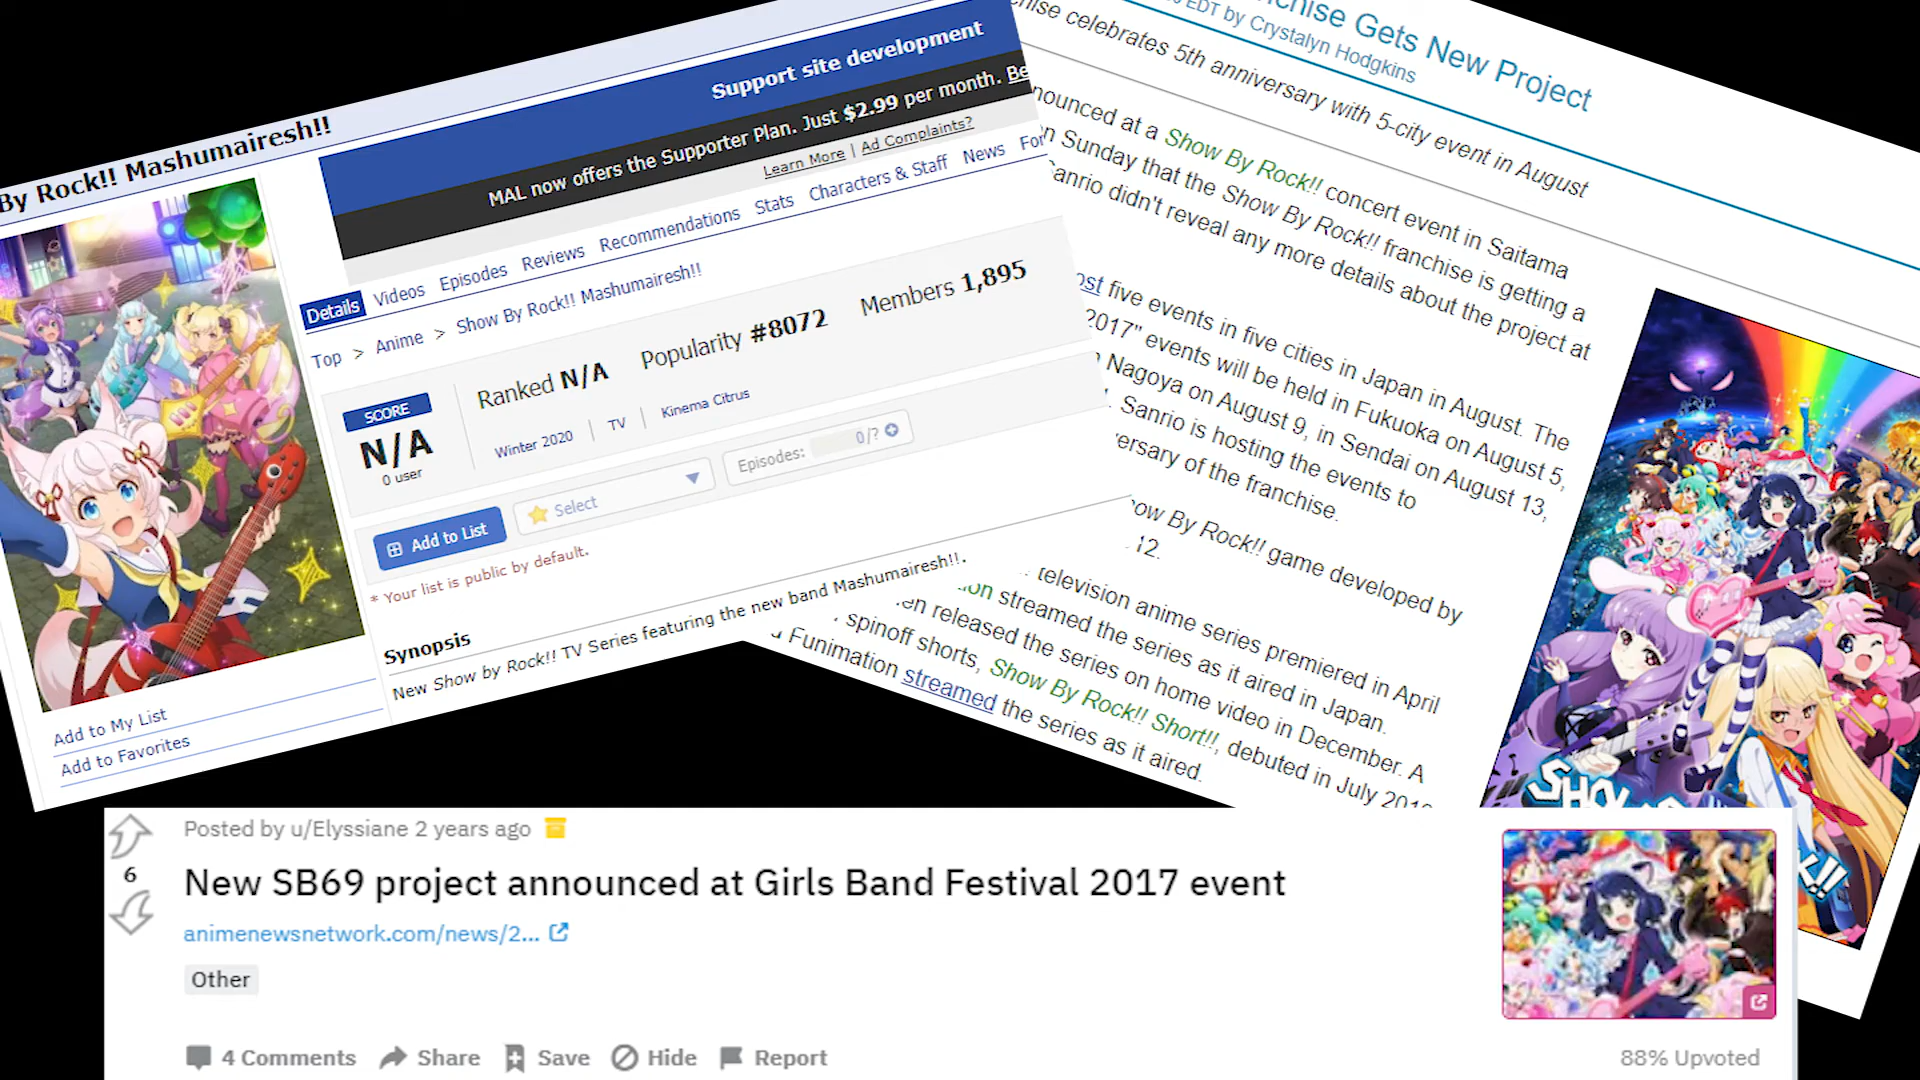 By Rock!! Mashumairesh!!
Support site development
MAL now offers the Supporter Plan. Just $2.99 per month. Be
Learn More | Ad Complaints?
Details Videos Episodes Reviews Recommendations Stats Characters & Staff News For
Top > Anime > Show By Rock!! Mashumairesh!!
SCORE
N/A
0 user
Ranked N/A Popularity #8072 Members 1,895
Winter 2020 | TV | Kinema Citrus
Add to List
Select
Episodes: 0/?
* Your list is public by default.
Synopsis
New Show by Rock!! TV Series featuring the new band Mashumairesh!!.
Add to My List
Add to Favorites
chise Gets New Project
EDT by Crystalyn Hodgkins
hise celebrates 5th anniversary with 5-city event in August
nounced at a Show By Rock!! concert event in Saitama
n Sunday that the Show By Rock!! franchise is getting a
Sanrio didn't reveal any more details about the project at
ost five events in five cities in Japan in August. The
2017" events will be held in Fukuoka on August 5,
Nagoya on August 9, in Sendai on August 13,
. Sanrio is hosting the events to
ersary of the franchise.
ow By Rock!! game developed by
12.
television anime series premiered in April
ion streamed the series as it aired in Japan.
en released the series on home video in December. A
spinoff shorts, Show By Rock!! Short!!, debuted in July 2016
Funimation streamed the series as it aired.
Posted by u/Elyssiane 2 years ago
6
New SB69 project announced at Girls Band Festival 2017 event
animenewsnetwork.com/news/2...
Other
4 Comments Share Save Hide Report
88% Upvoted